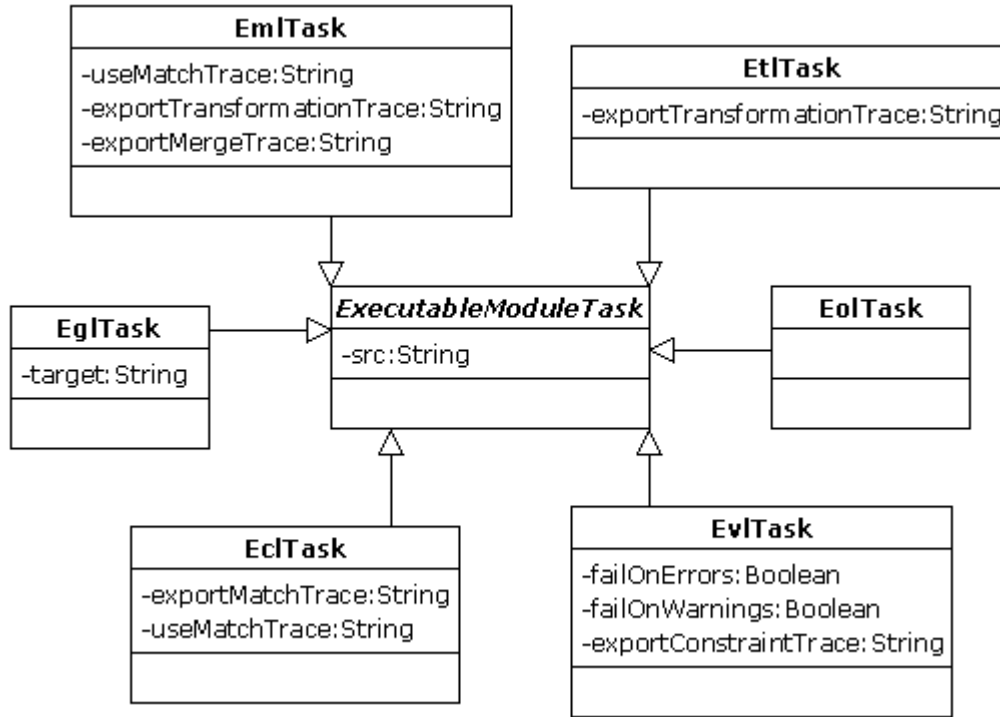 EmlTask
-useMatchTrace:String
-exportTransformationTrace:String
-exportMergeTrace:String
EtlTask
-exportTransformationTrace:String
EglTask
-target:String
ExecutableModuleTask
-src:String
EolTask
EclTask
-exportMatchTrace:String
-useMatchTrace:String
EvlTask
-failOnErrors:Boolean
-failOnWarnings:Boolean
-exportConstraintTrace:String